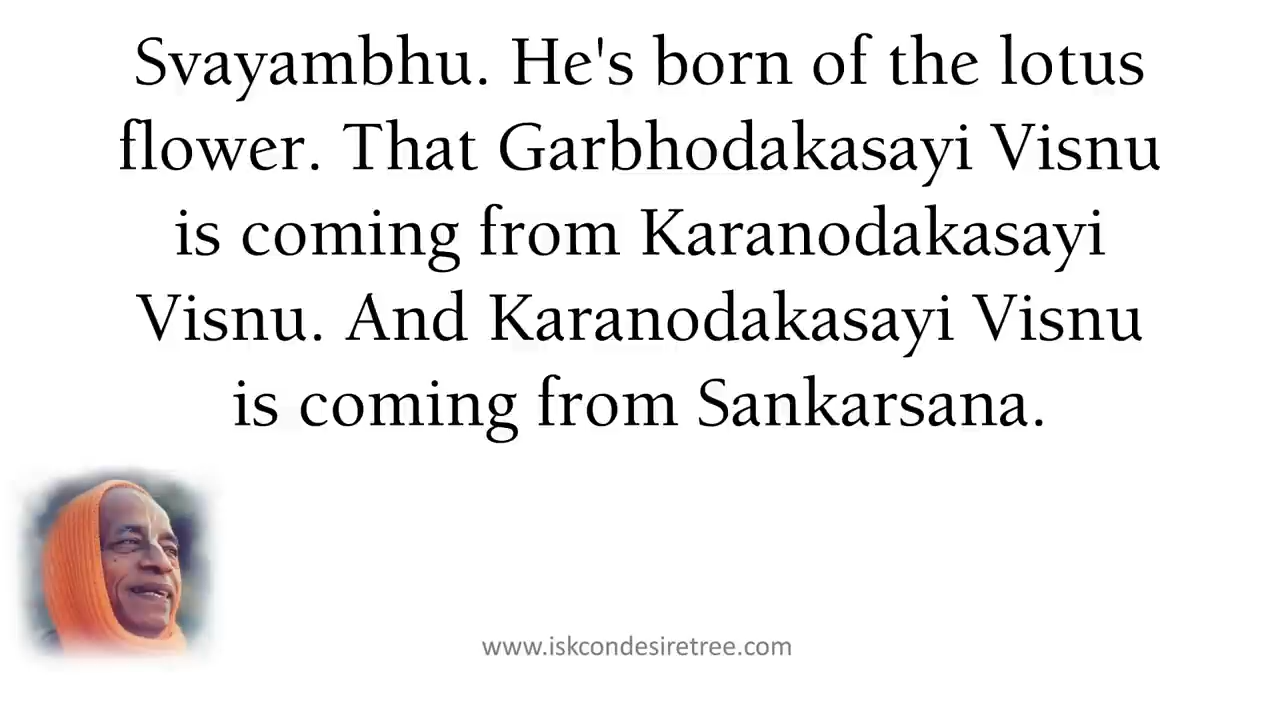 Svayambhu. He's born of the lotus
flower. That Garbhodakasayi Visnu
is coming from Karanodakasayi
Visnu. And Karanodakasayi Visnu
is coming from Sankarsana.
www.iskcondesiretree.com